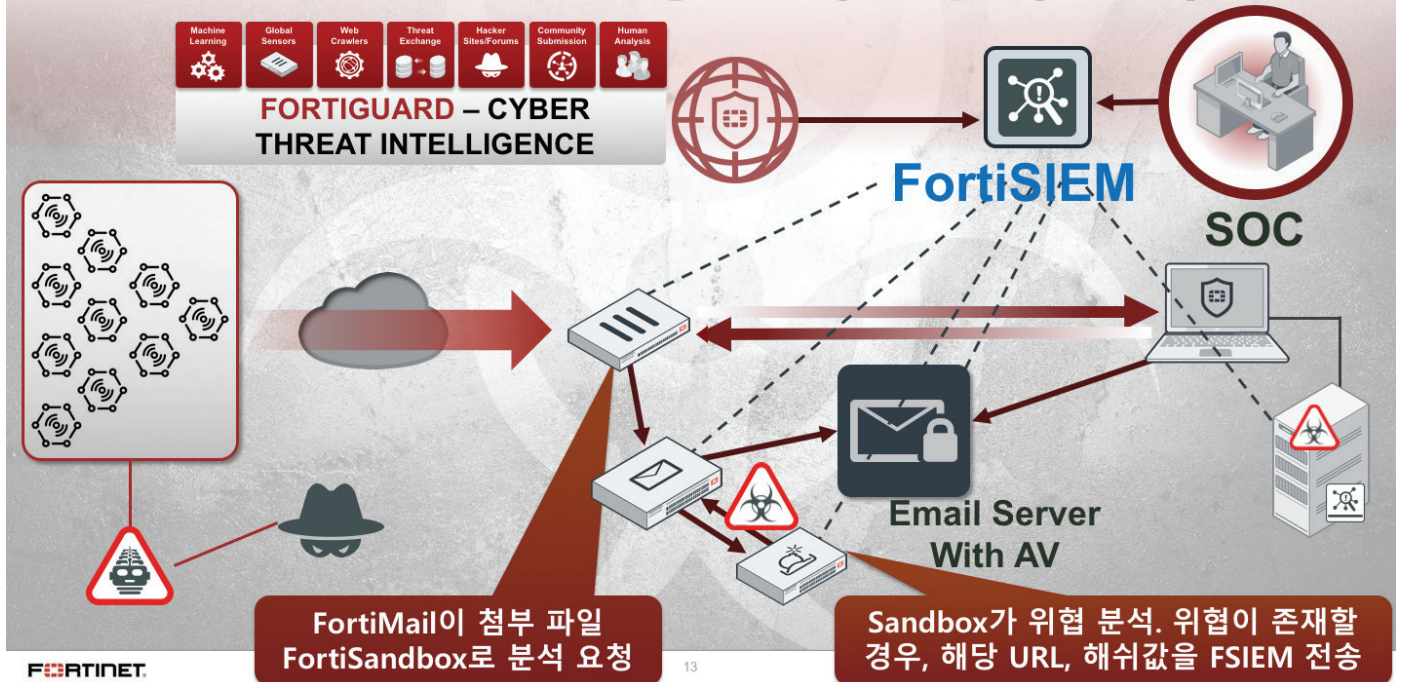 Machine
Learning
Global
Sensors
Web
Crawlers
Threat
Exchange
Hacker
Sites/Forums
Community
Submission
Human
Analysis
FORTIGUARD – CYBER
THREAT INTELLIGENCE
FortiSIEM
SOC
Email Server
With AV
FortiMail이 첨부 파일
FortiSandbox로 분석 요청
Sandbox가 위협 분석. 위협이 존재할
경우, 해당 URL, 해쉬값을 FSIEM 전송
FORTINET.
13